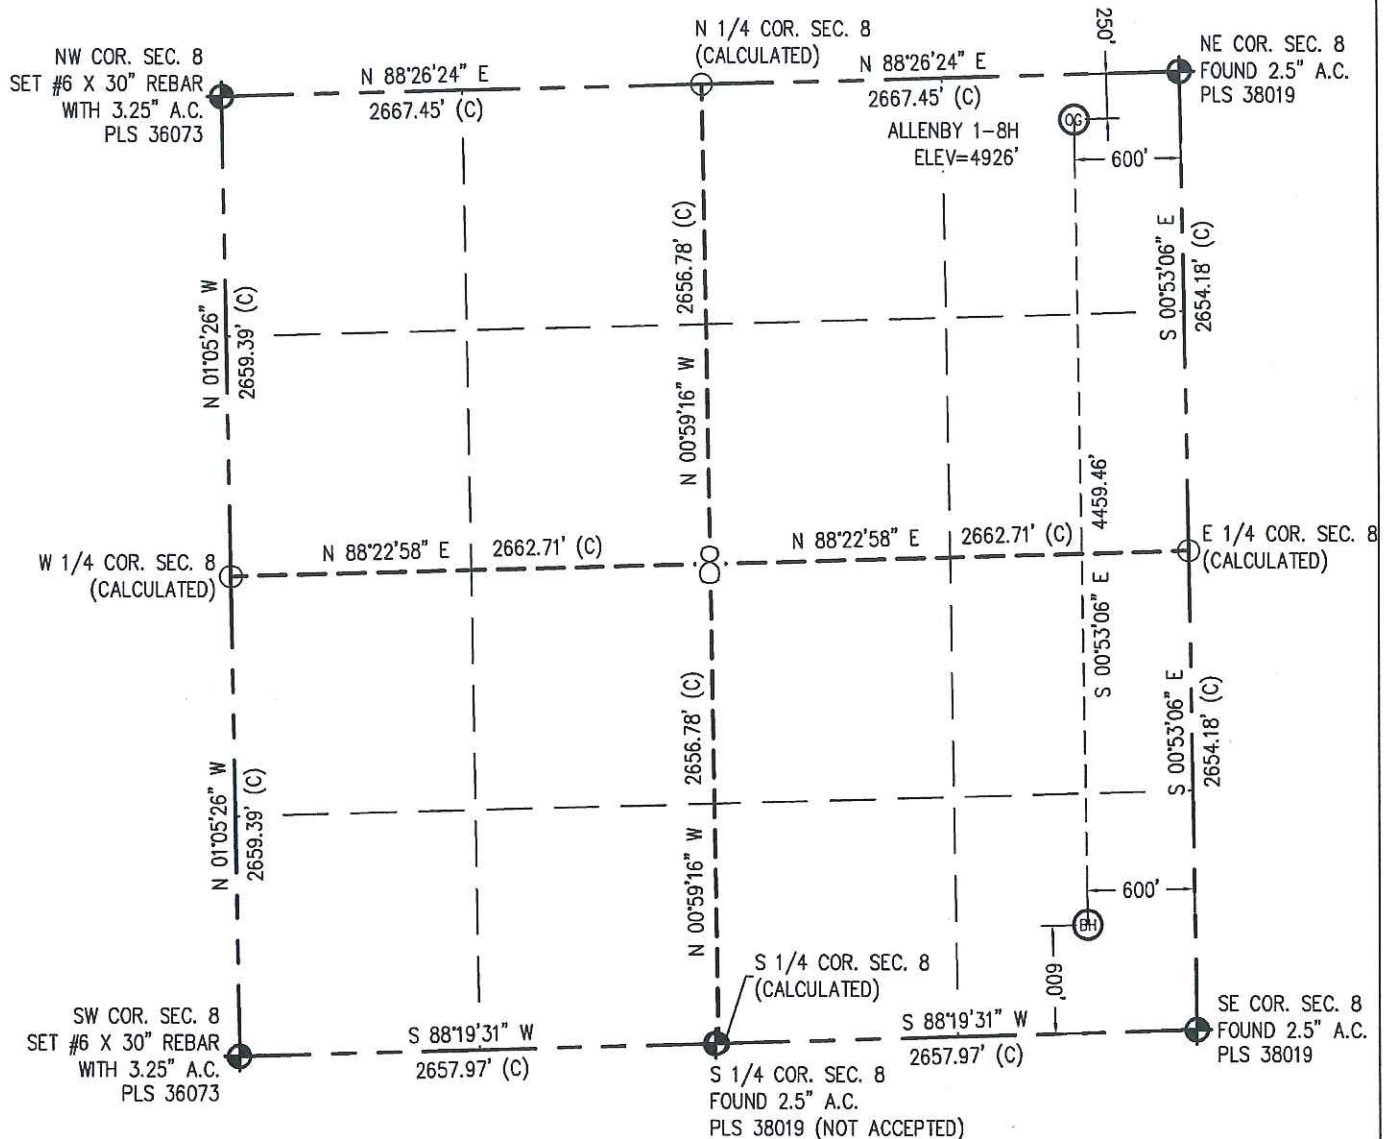 N 1/4 COR. SEC. 8
(CALCULATED)
250'
NW COR. SEC. 8
SET #6 X 30" REBAR
WITH 3.25" A.C.
PLS 36073
N 88°26'24" E
2667.45' (C)
N 88°26'24" E
2667.45' (C)
NE COR. SEC. 8
FOUND 2.5" A.C.
PLS 38019
ALLENBY 1-8H
ELEV=4926'
OG
600'
N 01°05'26" W
2659.39' (C)
N 00°59'16" W 2656.78' (C)
S 00°53'06" E
2654.18' (C)
S 00°53'06" E 4459.46'
W 1/4 COR. SEC. 8
(CALCULATED)
N 88°22'58" E 2662.71' (C)
8
N 88°22'58" E 2662.71' (C)
E 1/4 COR. SEC. 8
(CALCULATED)
N 01°05'26" W
2659.39' (C)
N 00°59'16" W 2656.78' (C)
S 00°53'06" E
2654.18' (C)
600'
BH
600'
S 1/4 COR. SEC. 8
(CALCULATED)
SW COR. SEC. 8
SET #6 X 30" REBAR
WITH 3.25" A.C.
PLS 36073
S 88°19'31" W
2657.97' (C)
S 88°19'31" W
2657.97' (C)
SE COR. SEC. 8
FOUND 2.5" A.C.
PLS 38019
S 1/4 COR. SEC. 8
FOUND 2.5" A.C.
PLS 38019 (NOT ACCEPTED)